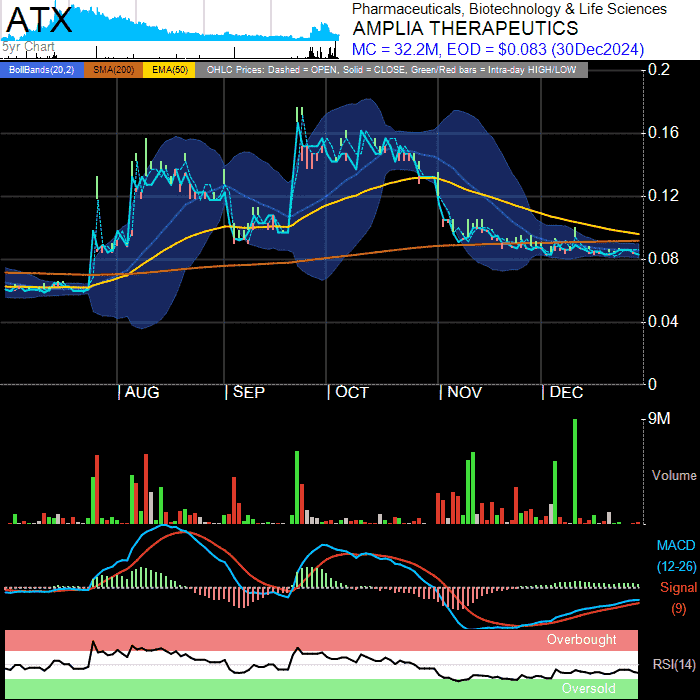 ATX
5yr Chart
Pharmaceuticals, Biotechnology & Life Sciences
AMPLIA THERAPEUTICS
MC = 32.2M, EOD = $0.083 (30Dec2024)
BollBands(20,2) SMA(200) EMA(50) OHLC Prices: Dashed = OPEN, Solid = CLOSE, Green/Red bars = Intra-day HIGH/LOW
0.2
0.16
0.12
0.08
0.04
0
AUG SEP OCT NOV DEC
9M
Volume
MACD
(12-26)
Signal
(9)
Overbought
RSI(14)
Oversold